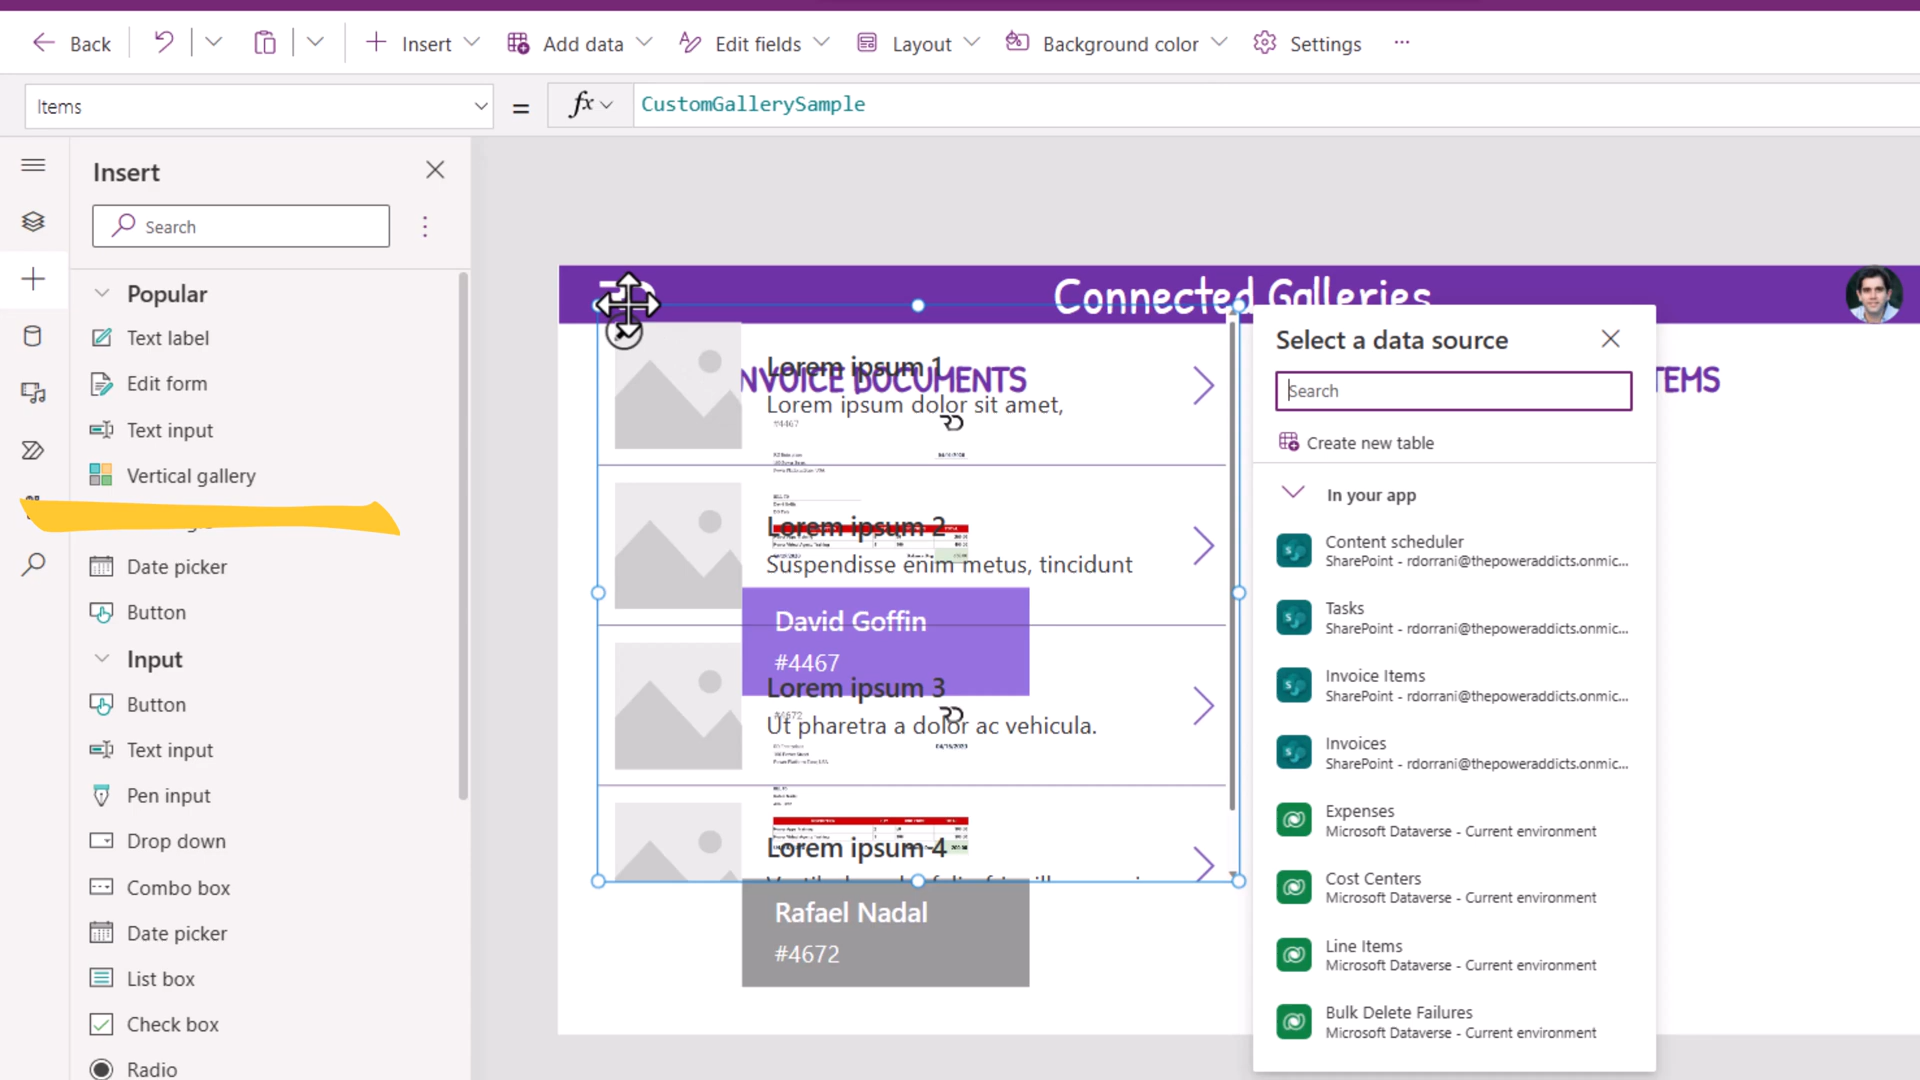 Back
Insert
Add data
Edit fields
Layout
Background color
Settings
...
Items
=
fx
CustomGallerySample
Insert
Search
Popular
Text label
Edit form
Text input
Vertical gallery
Date picker
Button
Input
Button
Text input
Pen input
Drop down
Combo box
Date picker
List box
Check box
Radio
Connected Galleries
NVOICE DOCUMENTS
TEMS
Lorem ipsum 1
Lorem ipsum dolor sit amet,
#4467
Lorem ipsum 2
Suspendisse enim metus, tincidunt
David Goffin
#4467
Lorem ipsum 3
#4672
Ut pharetra a dolor ac vehicula.
Lorem ipsum 4
Rafael Nadal
#4672
Select a data source
Search
Create new table
In your app
Content scheduler
SharePoint - rdorrani@thepoweraddicts.onmic...
Tasks
SharePoint - rdorrani@thepoweraddicts.onmic...
Invoice Items
SharePoint - rdorrani@thepoweraddicts.onmic...
Invoices
SharePoint - rdorrani@thepoweraddicts.onmic...
Expenses
Microsoft Dataverse - Current environment
Cost Centers
Microsoft Dataverse - Current environment
Line Items
Microsoft Dataverse - Current environment
Bulk Delete Failures
Microsoft Dataverse - Current environment